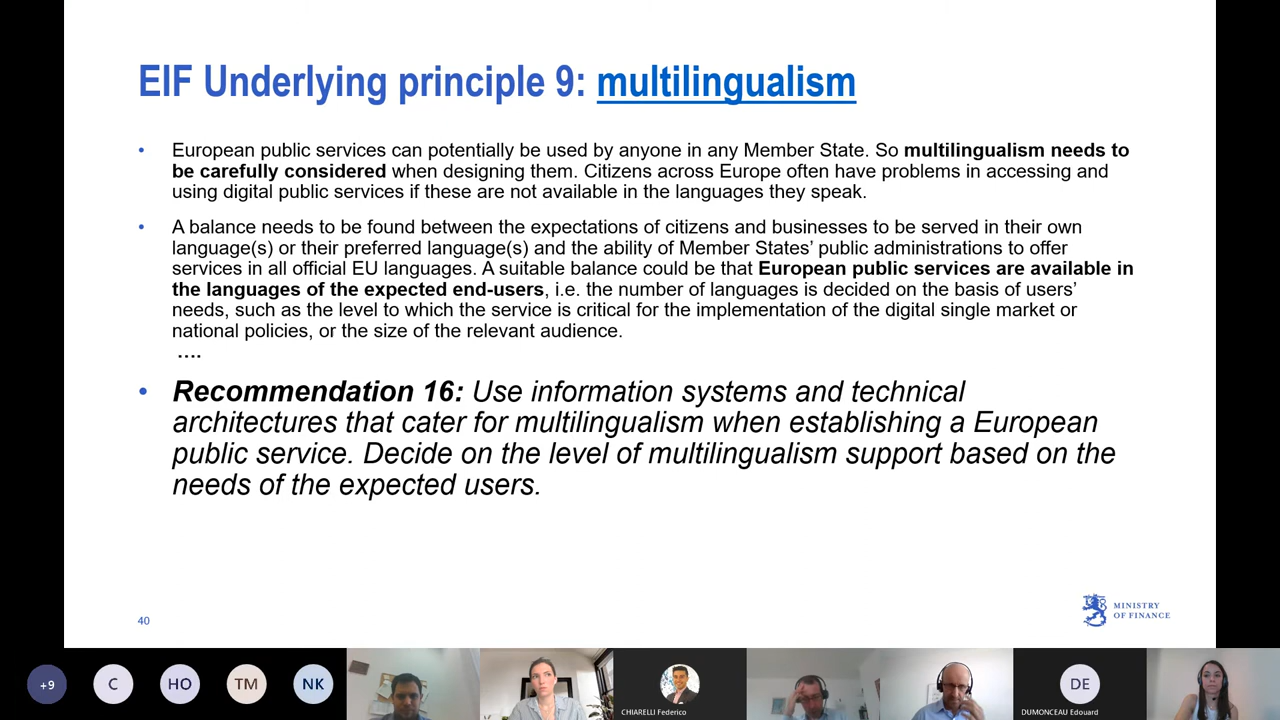 EIF Underlying principle 9: multilingualism
• European public services can potentially be used by anyone in any Member State. So multilingualism needs to
be carefully considered when designing them. Citizens across Europe often have problems in accessing and
using digital public services if these are not available in the languages they speak.
• A balance needs to be found between the expectations of citizens and businesses to be served in their own
language(s) or their preferred language(s) and the ability of Member States’ public administrations to offer
services in all official EU languages. A suitable balance could be that European public services are available in
the languages of the expected end-users, i.e. the number of languages is decided on the basis of users’
needs, such as the level to which the service is critical for the implementation of the digital single market or
national policies, or the size of the relevant audience.
….
• Recommendation 16: Use information systems and technical
architectures that cater for multilingualism when establishing a European
public service. Decide on the level of multilingualism support based on the
needs of the expected users.
40
MINISTRY
OF FINANCE
+9
C
HO
TM
NK
CHIARELLI Federico
DE
DUMONCEAU Edouard